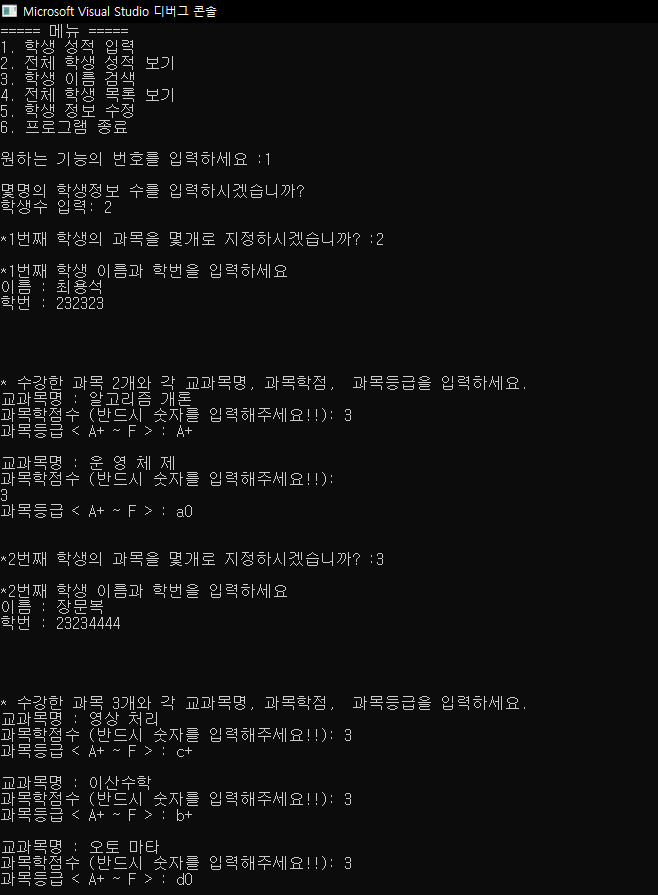 Microsoft Visual Studio 디버그 콘솔
===== 메뉴 =====
1. 학생 성적 입력
2. 전체 학생 성적 보기
3. 학생 이름 검색
4. 전체 학생 목록 보기
5. 학생 정보 수정
6. 프로그램 종료
원하는 기능의 번호를 입력하세요 :1
몇명의 학생정보 수를 입력하시겠습니까?
학생수 입력: 2
*1번째 학생의 과목을 몇개로 지정하시겠습니까? :2
*1번째 학생 이름과 학번을 입력하세요
이름 : 최용석
학번 : 232323
* 수강한 과목 2개와 각 교과목명, 과목학점,  과목등급을 입력하세요.
교과목명 : 알고리즘 개론
과목학점수 (반드시 숫자를 입력해주세요!!): 3
과목등급 < A+ ~ F > : A+
교과목명 : 운 영 체 제
과목학점수 (반드시 숫자를 입력해주세요!!):
3
과목등급 < A+ ~ F > : a0
*2번째 학생의 과목을 몇개로 지정하시겠습니까? :3
*2번째 학생 이름과 학번을 입력하세요
이름 : 장문복
학번 : 23234444
* 수강한 과목 3개와 각 교과목명, 과목학점,  과목등급을 입력하세요.
교과목명 : 영상 처리
과목학점수 (반드시 숫자를 입력해주세요!!): 3
과목등급 < A+ ~ F > : c+
교과목명 : 이산수학
과목학점수 (반드시 숫자를 입력해주세요!!): 3
과목등급 < A+ ~ F > : b+
교과목명 : 오토 마타
과목학점수 (반드시 숫자를 입력해주세요!!): 3
과목등급 < A+ ~ F > : d0